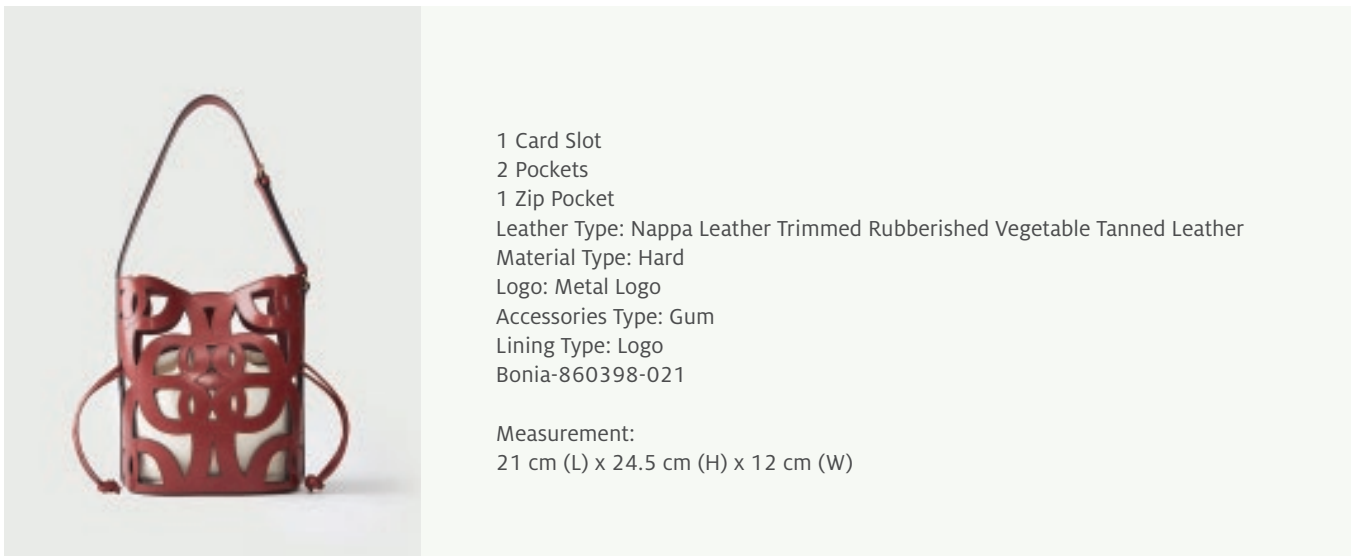 1 Card Slot
2 Pockets
1 Zip Pocket
Leather Type: Nappa Leather Trimmed Rubberished Vegetable Tanned Leather
Material Type: Hard
Logo: Metal Logo
Accessories Type: Gum
Lining Type: Logo
Bonia-860398-021
Measurement:
21 cm (L) x 24.5 cm (H) x 12 cm (W)